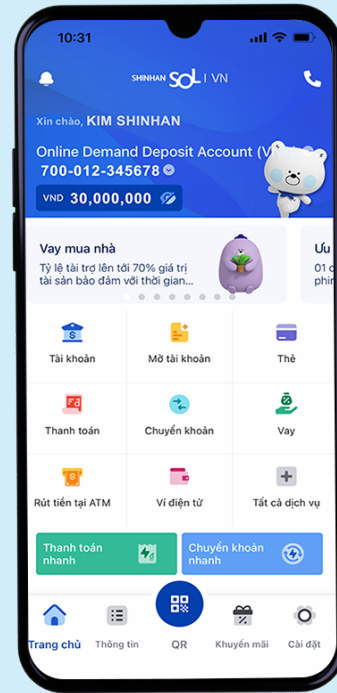 10:31
SHINHAN SOL VN
Xin chào, KIM SHINHAN
Online Demand Deposit Account
700-012-345678
VND 30,000,000
Vay mua nhà
Tỷ lệ tài trợ lên tới 70% giá trị
tài sản bảo đảm với thời gian...
Ưu
01
Tài khoản
Mở tài khoản
Thẻ
Thanh toán
Chuyển khoản
Vay
Rút tiền tại ATM
Ví điện tử
Tất cả dịch vụ
Thanh toán
nhanh
Chuyển khoản
nhanh
Trang chủ
Thông tin
QR
Khuyến mãi
Cài đặt